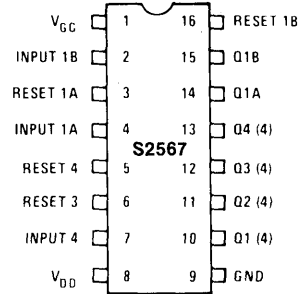 V_GG 1 16 RESET 1B
INPUT 1B 2 15 Q1B
RESET 1A 3 14 Q1A
INPUT 1A 4 13 Q4 (4)
S2567
RESET 4 5 12 Q3 (4)
RESET 3 6 11 Q2 (4)
INPUT 4 7 10 Q1 (4)
V_DD 8 9 GND